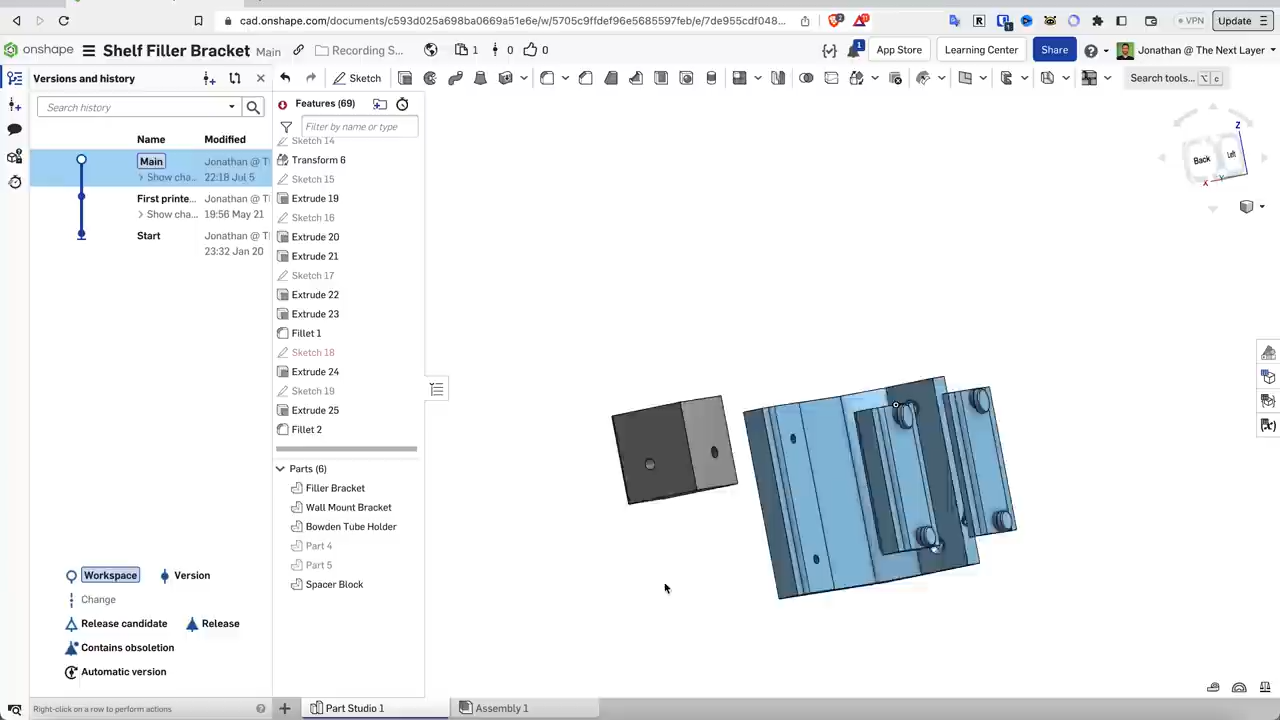 cad.onshape.com/documents/c593d025a698ba0669a51e6e/w/5705c9ffdef96e5685597feb/e/7de955cdf048...
2
11
R
1
VPN
Update
onshape
Shelf Filler Bracket
Main
Recording S...
1
0
0
1
App Store
Learning Center
Share
Jonathan @ The Next Layer
Versions and history
Sketch
Search tools...
c
Search history
Features (69)
Filter by name or type
Name
Modified
Main
Jonathan @ T
Show cha...
22:18 Jul 5
First printe...
Jonathan @ Th
Show cha...
19:56 May 21
Start
Jonathan @ Th
23:32 Jan 20
Sketch 14
Transform 6
Sketch 15
Extrude 19
Sketch 16
Extrude 20
Extrude 21
Sketch 17
Extrude 22
Extrude 23
Fillet 1
Sketch 18
Extrude 24
Sketch 19
Extrude 25
Fillet 2
Parts (6)
Filler Bracket
Wall Mount Bracket
Bowden Tube Holder
Part 4
Part 5
Spacer Block
Z
Back
Left
X
Y
Workspace
Version
Change
Release candidate
Release
Contains obsoletion
Automatic version
Right-click on a row to perform actions
Part Studio 1
Assembly 1